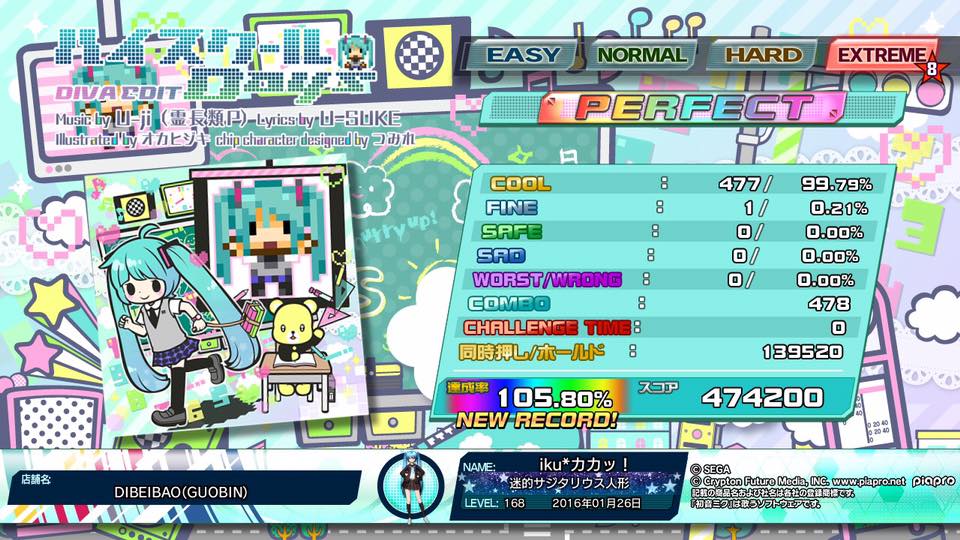 ハイスクールDays
DIVA EDIT
Music by U-ji（霊長類P）Lyrics by U-SUKE
Illustrated by オカヒジキ chip character designed by つみれ
EASY NORMAL HARD EXTREME 8
PERFECT
COOL : 477/ 99.79%
FINE : 1/ 0.21%
SAFE : 0/ 0.00%
SAD : 0/ 0.00%
WORST/WRONG : 0/ 0.00%
COMBO : 478
CHALLENGE TIME : 0
同時押し/ホールド : 139520
達成率 105.80% スコア 474200
NEW RECORD!
hurry up!
店舗名:
DIBEIBAO(GUOBIN)
NAME: iku*カカッ！
迷的サジタリウス人形
LEVEL: 168 2016年01月26日
© SEGA
© Crypton Future Media, INC. www.piapro.net piapro
記載の商品名および社名は各社の登録商標です。
「初音ミク」は歌うソフトウェアです。